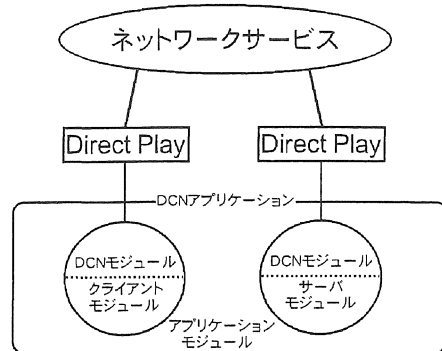 ネットワークサービス
Direct Play
Direct Play
DCNアプリケーション
DCNモジュール
クライアント
モジュール
DCNモジュール
サーバ
モジュール
アプリケーション
モジュール